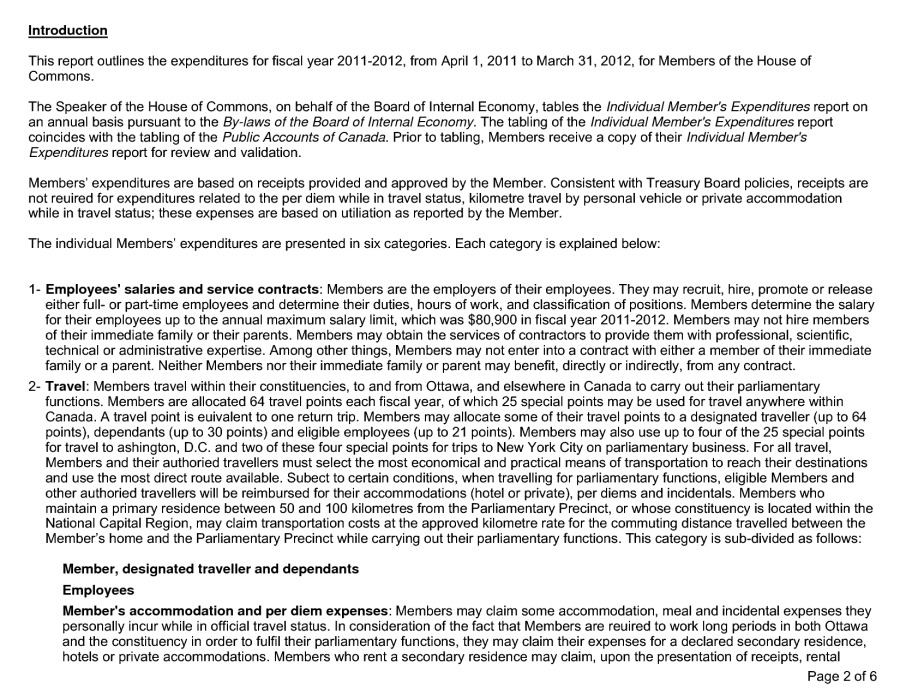 Introduction
This report outlines the expenditures for fiscal year 2011-2012, from April 1, 2011 to March 31, 2012, for Members of the House of
Commons.
The Speaker of the House of Commons, on behalf of the Board of Internal Economy, tables the Individual Member's Expenditures report on
an annual basis pursuant to the By-laws of the Board of Internal Economy. The tabling of the Individual Member's Expenditures report
coincides with the tabling of the Public Accounts of Canada. Prior to tabling, Members receive a copy of their Individual Member's
Expenditures report for review and validation.
Members' expenditures are based on receipts provided and approved by the Member. Consistent with Treasury Board policies, receipts are
not reuired for expenditures related to the per diem while in travel status, kilometre travel by personal vehicle or private accommodation
while in travel status; these expenses are based on utiliation as reported by the Member.
The individual Members' expenditures are presented in six categories. Each category is explained below:
1- Employees' salaries and service contracts: Members are the employers of their employees. They may recruit, hire, promote or release
either full- or part-time employees and determine their duties, hours of work, and classification of positions. Members determine the salary
for their employees up to the annual maximum salary limit, which was $80,900 in fiscal year 2011-2012. Members may not hire members
of their immediate family or their parents. Members may obtain the services of contractors to provide them with professional, scientific,
technical or administrative expertise. Among other things, Members may not enter into a contract with either a member of their immediate
family or a parent. Neither Members nor their immediate family or parent may benefit, directly or indirectly, from any contract.
2- Travel: Members travel within their constituencies, to and from Ottawa, and elsewhere in Canada to carry out their parliamentary
functions. Members are allocated 64 travel points each fiscal year, of which 25 special points may be used for travel anywhere within
Canada. A travel point is euivalent to one return trip. Members may allocate some of their travel points to a designated traveller (up to 64
points), dependants (up to 30 points) and eligible employees (up to 21 points). Members may also use up to four of the 25 special points
for travel to ashington, D.C. and two of these four special points for trips to New York City on parliamentary business. For all travel,
Members and their authoried travellers must select the most economical and practical means of transportation to reach their destinations
and use the most direct route available. Subect to certain conditions, when travelling for parliamentary functions, eligible Members and
other authoried travellers will be reimbursed for their accommodations (hotel or private), per diems and incidentals. Members who
maintain a primary residence between 50 and 100 kilometres from the Parliamentary Precinct, or whose constituency is located within the
National Capital Region, may claim transportation costs at the approved kilometre rate for the commuting distance travelled between the
Member's home and the Parliamentary Precinct while carrying out their parliamentary functions. This category is sub-divided as follows:
Member, designated traveller and dependants
Employees
Member's accommodation and per diem expenses: Members may claim some accommodation, meal and incidental expenses they
personally incur while in official travel status. In consideration of the fact that Members are reuired to work long periods in both Ottawa
and the constituency in order to fulfil their parliamentary functions, they may claim their expenses for a declared secondary residence,
hotels or private accommodations. Members who rent a secondary residence may claim, upon the presentation of receipts, rental
Page 2 of 6